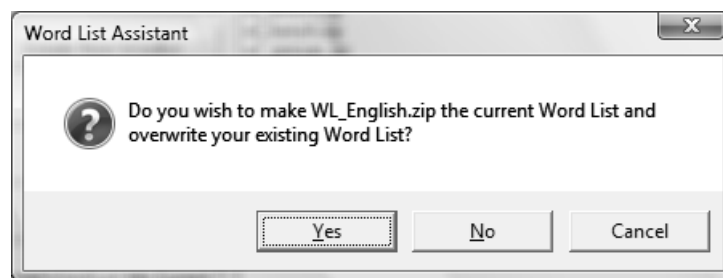 Word List Assistant
Do you wish to make WL_English.zip the current Word List and
overwrite your existing Word List?
Yes
No
Cancel